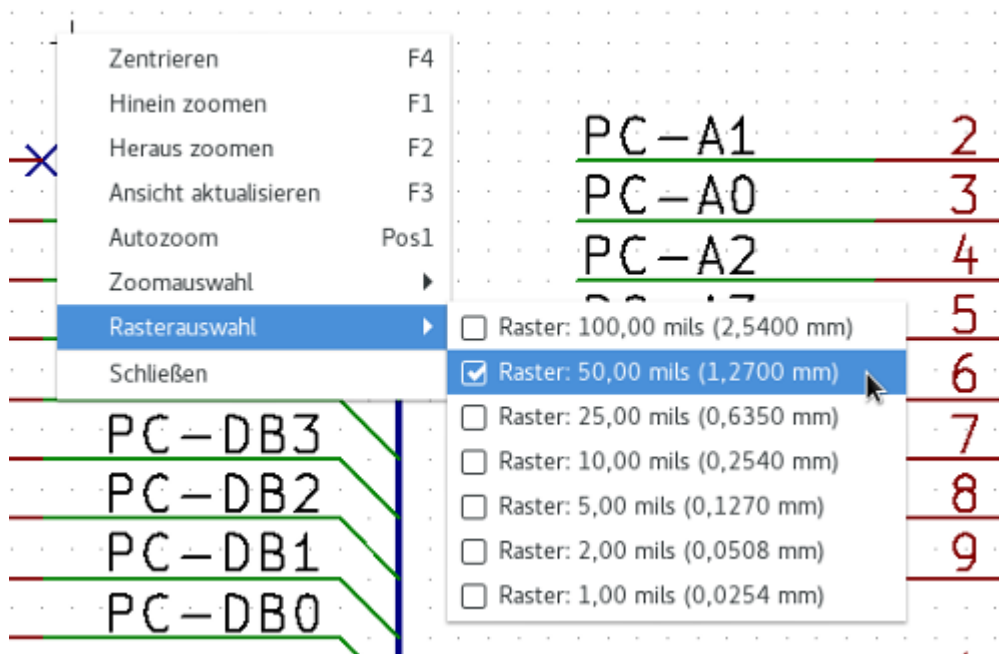 Zentrieren F4
Hinein zoomen F1
Heraus zoomen F2
Ansicht aktualisieren F3
Autozoom Pos1
Zoomauswahl
Rasterauswahl
Schließen
Raster: 100,00 mils (2,5400 mm)
Raster: 50,00 mils (1,2700 mm)
Raster: 25,00 mils (0,6350 mm)
Raster: 10,00 mils (0,2540 mm)
Raster: 5,00 mils (0,1270 mm)
Raster: 2,00 mils (0,0508 mm)
Raster: 1,00 mils (0,0254 mm)
PC-A1 2
PC-A0 3
PC-A2 4
5
6
7
8
9
PC-DB3
PC-DB2
PC-DB1
PC-DB0